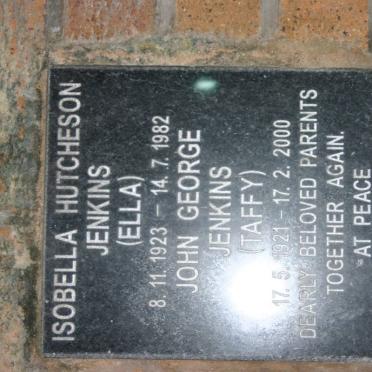 ISOBELLA HUTCHESON
JENKINS
(ELLA)
8. 11. 1923 – 14. 7. 1982
JOHN GEORGE
JENKINS
(TAFFY)
17. 5. 1921 – 17. 2. 2000
DEARLY BELOVED PARENTS
TOGETHER AGAIN.
AT PEACE